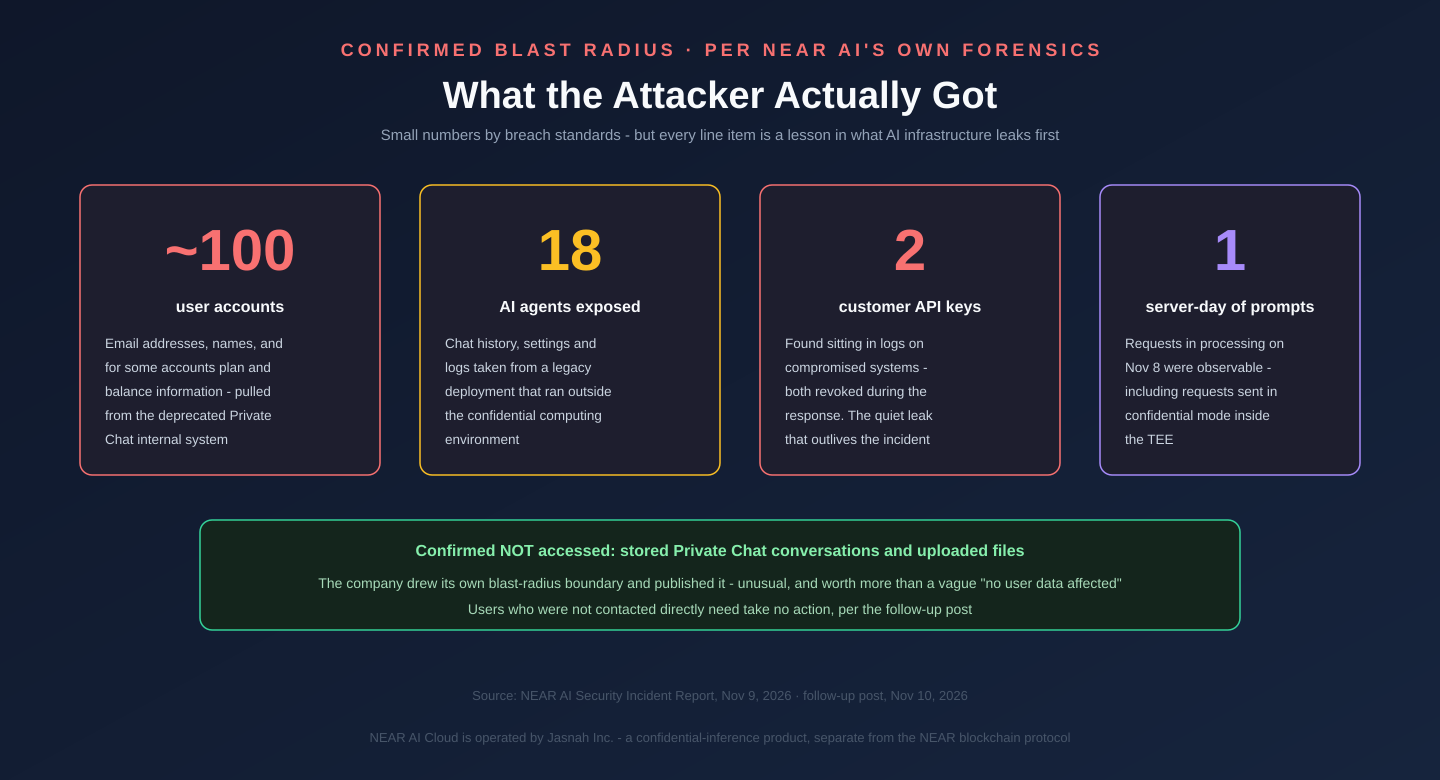 CONFIRMED BLAST RADIUS · PER NEAR AI'S OWN FORENSICS
What the Attacker Actually Got
Small numbers by breach standards - but every line item is a lesson in what AI infrastructure leaks first
~100
user accounts
Email addresses, names, and
for some accounts plan and
balance information - pulled
from the deprecated Private
Chat internal system
18
AI agents exposed
Chat history, settings and
logs taken from a legacy
deployment that ran outside
the confidential computing
environment
2
customer API keys
Found sitting in logs on
compromised systems -
both revoked during the
response. The quiet leak
that outlives the incident
1
server-day of prompts
Requests in processing on
Nov 8 were observable -
including requests sent in
confidential mode inside
the TEE
Confirmed NOT accessed: stored Private Chat conversations and uploaded files
The company drew its own blast-radius boundary and published it - unusual, and worth more than a vague "no user data affected"
Users who were not contacted directly need take no action, per the follow-up post
Source: NEAR AI Security Incident Report, Nov 9, 2026 · follow-up post, Nov 10, 2026
NEAR AI Cloud is operated by Jasnah Inc. - a confidential-inference product, separate from the NEAR blockchain protocol